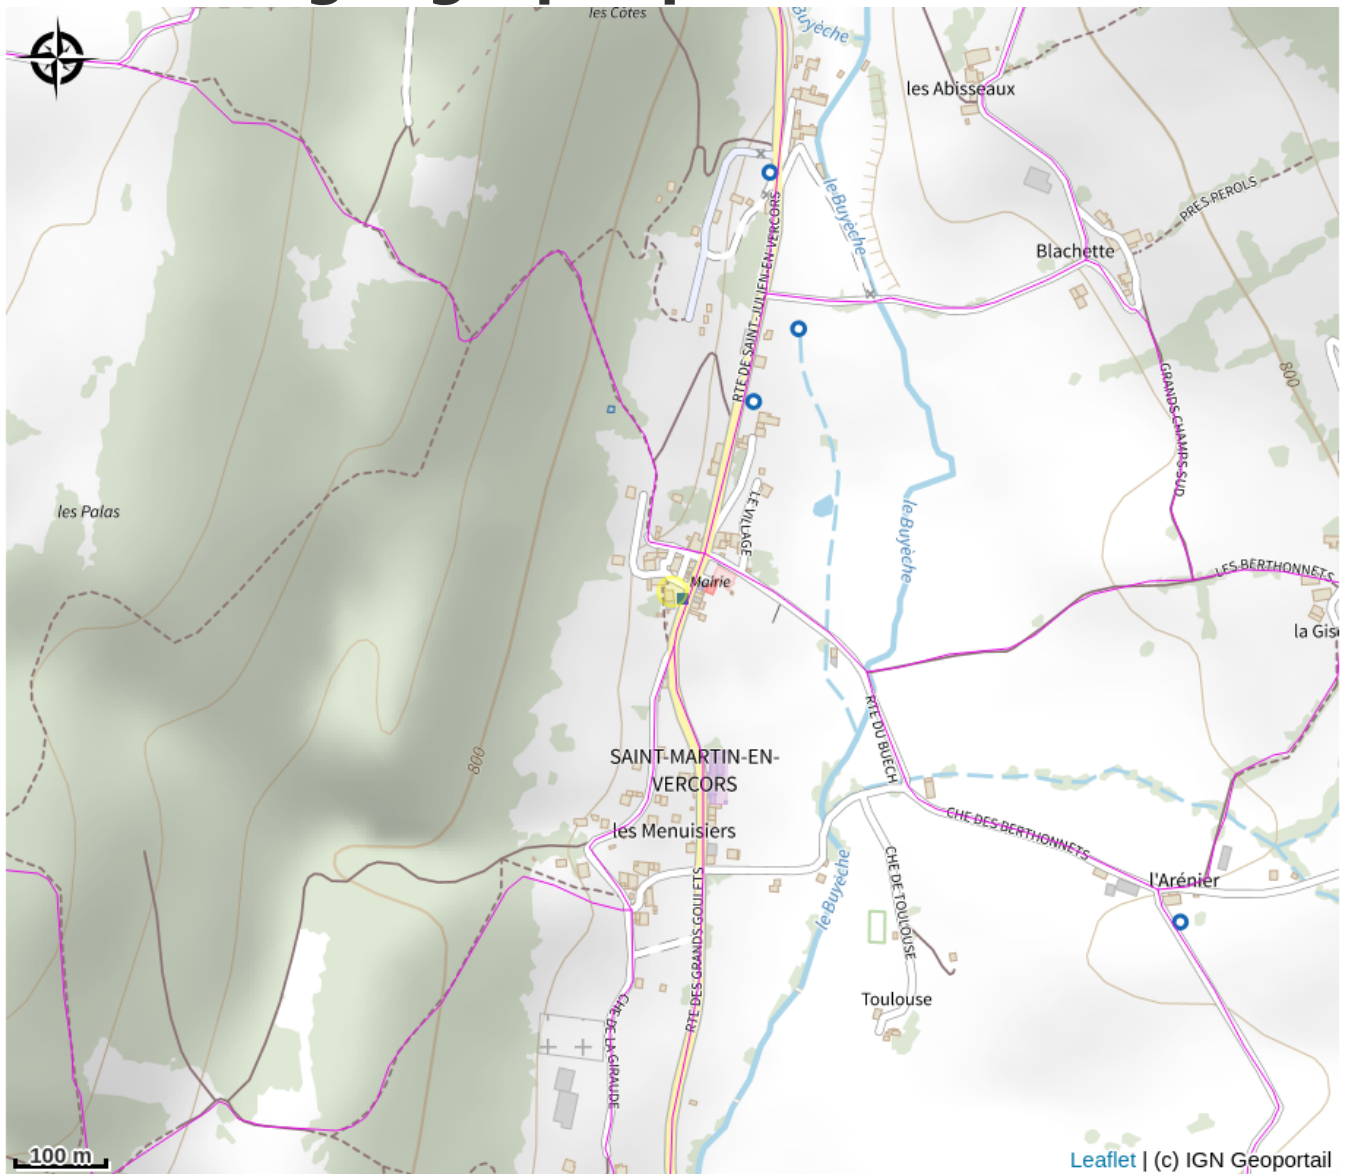 les Côtes
Buyèche
les Abisseaux
PRES PEROLS
le Buyèche
Blachette
RTE DE SAINT-JULIEN-EN-VERCORS
800
GRANDS CHAMPS SUD
les Palas
LE VILLAGE
le Buyèche
Mairie
LES BERTHONNETS
la Gis
RTE DU BUECH
800
SAINT-MARTIN-EN-
VERCORS
les Menuisiers
CHE DES BERTHONNETS
l'Arénier
le Buyèche
CHE DE TOULOUSE
RTE DES GRANDS GOULETS
Toulouse
CHE DE LA GIRAUDE
100 m
Leaflet | (c) IGN Geoportail